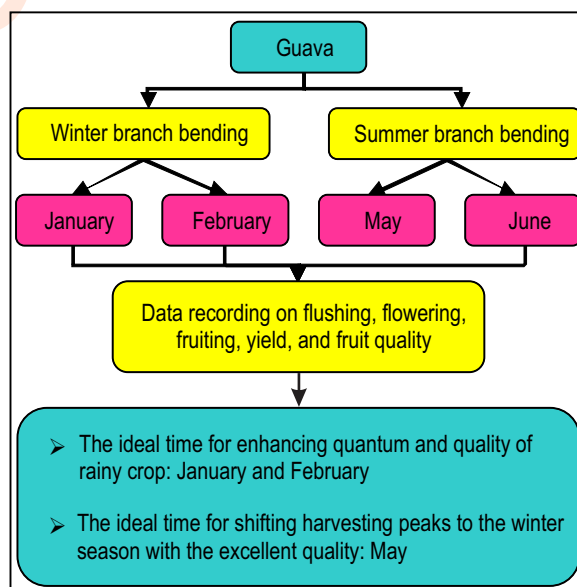 Guava
Winter branch bending
Summer branch bending
January
February
May
June
Data recording on flushing, flowering,
fruiting, yield, and fruit quality
➢ The ideal time for enhancing quantum and quality of
rainy crop: January and February
➢ The ideal time for shifting harvesting peaks to the winter
season with the excellent quality: May